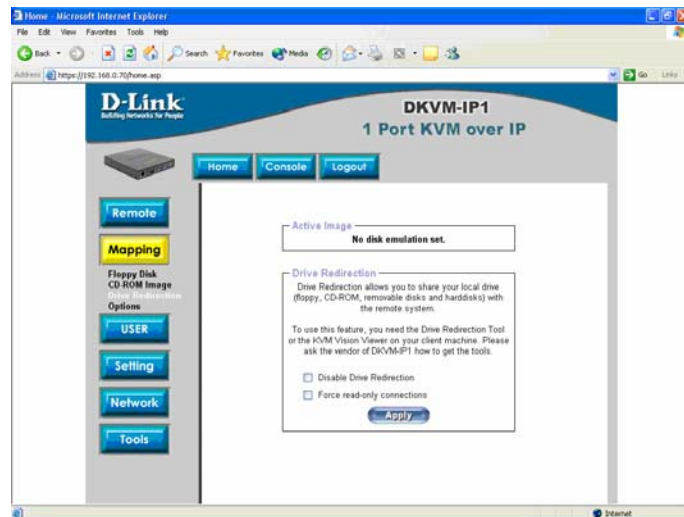 Home - Microsoft Internet Explorer
File Edit View Favorites Tools Help
Back Search Favorites Media
Address https://192.168.0.70/home.asp Go Links
D-Link
Building Networks for People
DKVM-IP1
1 Port KVM over IP
Home Console Logout
Remote
Mapping
Floppy Disk
CD-ROM Image
Drive Redirection
Options
USER
Setting
Network
Tools
Active Image
No disk emulation set.
Drive Redirection
Drive Redirection allows you to share your local drive
(floppy, CD-ROM, removable disks and harddisks) with
the remote system.
To use this feature, you need the Drive Redirection Tool
or the KVM Vision Viewer on your client machine. Please
ask the vendor of DKVM-IP1 how to get the tools.
Disable Drive Redirection
Force read-only connections
Apply
Internet